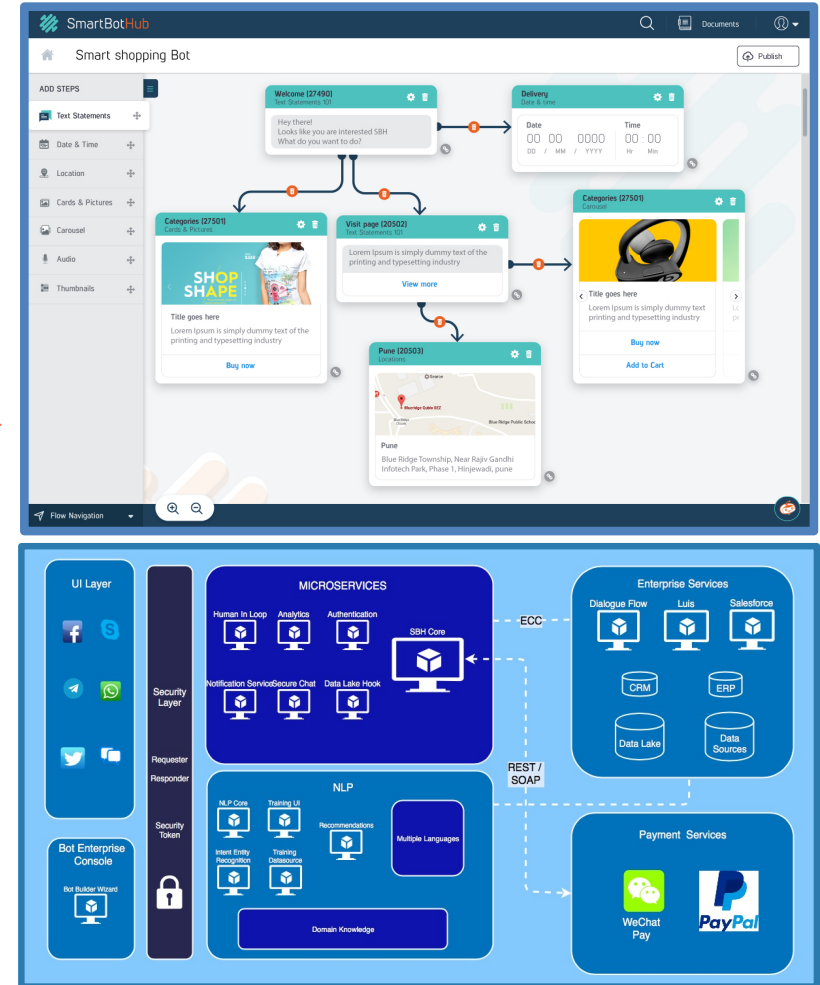 SmartBotHub
Documents
Smart shopping Bot
Publish
ADD STEPS
Text Statements
Date & Time
Location
Cards & Pictures
Carousel
Audio
Thumbnails
Flow Navigation
Welcome (27490)
Text Statements 101
Hey there!
Looks like you are interested SBH
What do you want to do?
Delivery
Date & time
Date
Time
00 00 0000
00 : 00
DD / MM / YYYY
Hr Min
Categories (27501)
Cards & Pictures
SHOP
SHAPE
Title goes here
Lorem Ipsum is simply dummy text of the
printing and typesetting industry
Buy now
Visit page (20502)
Text Statements 101
Lorem Ipsum is simply dummy text of the
printing and typesetting industry
View more
Categories (27501)
Carousel
Title goes here
Lorem Ipsum is simply dummy text
printing and typesetting industry
Buy now
Add to Cart
Pune (20503)
Locations
Blueridge Public School
Pune
Blue Ridge Township, Near Rajiv Gandhi
Infotech Park, Phase 1, Hinjewadi, pune
UI Layer
Bot Enterprise
Console
Bot Builder Wizard
Security
Layer
Requester
Responder
Security
Token
MICROSERVICES
Human In Loop
Analytics
Authentication
SBH Core
Notification Service
Secure Chat
Data Lake Hook
NLP
NLP Core
Training UI
Recommendations
Multiple Languages
Intent Entity
Recognition
Training
Datasource
Domain Knowledge
ECC
REST /
SOAP
Enterprise Services
Dialogue Flow
Luis
Salesforce
CRM
ERP
Data Lake
Data
Sources
Payment Services
WeChat
Pay
PayPal